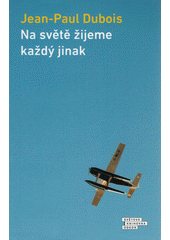 Jean-Paul Dubois
Na světě žijeme
každý jinak